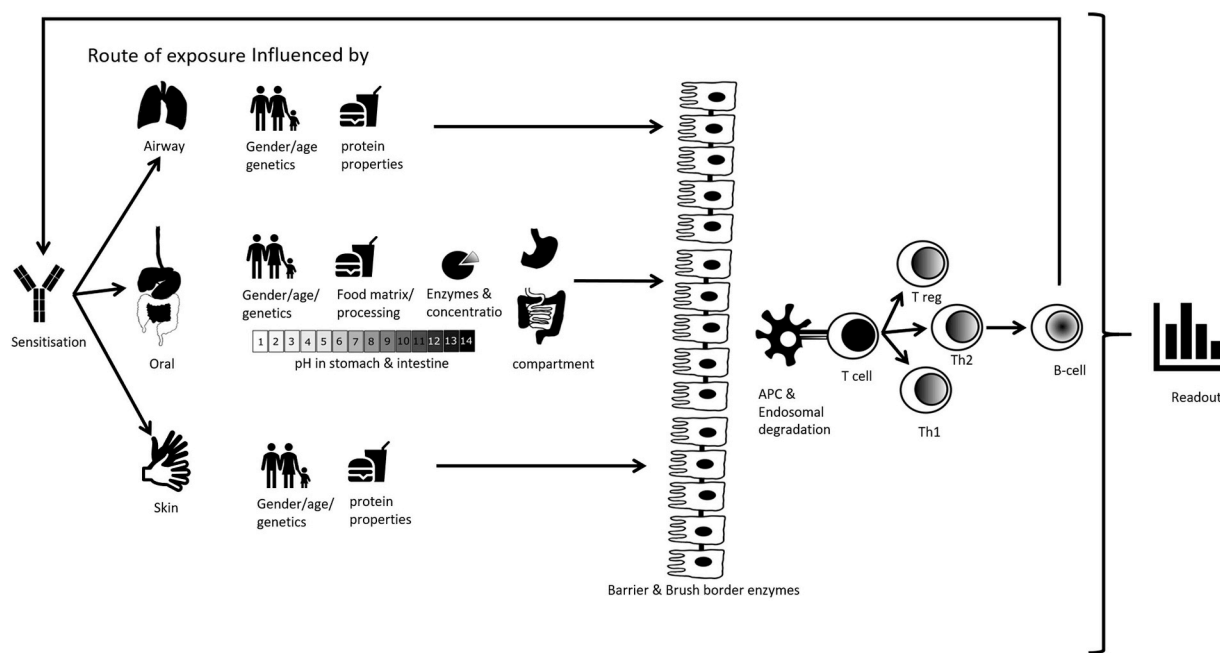 Route of exposure Influenced by
Airway
Gender/age
genetics
protein
properties
Sensitisation
Oral
Gender/age/
genetics
Food matrix/
processing
Enzymes &
concentratio
1 2 3 4 5 6 7 8 9 10 11 12 13 14
pH in stomach & intestine
compartment
Skin
Gender/age/
genetics
protein
properties
Barrier & Brush border enzymes
APC &
Endosomal
degradation
T cell
T reg
Th2
Th1
B-cell
Readout